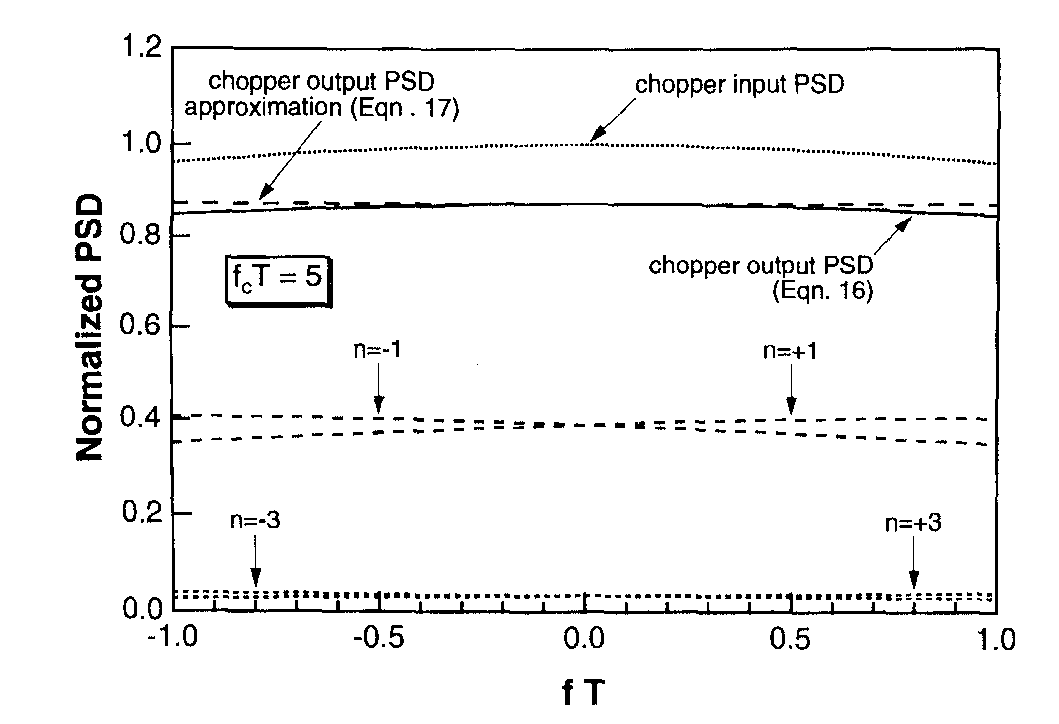 1.2
chopper output PSD
approximation (Eqn . 17)
chopper input PSD
1.0
0.8
chopper output PSD
(Eqn. 16)
fcT = 5
0.6
n=-1
n=+1
0.4
0.2
n=-3
n=+3
0.0
-1.0
-0.5
0.0
0.5
1.0
f T
Normalized PSD